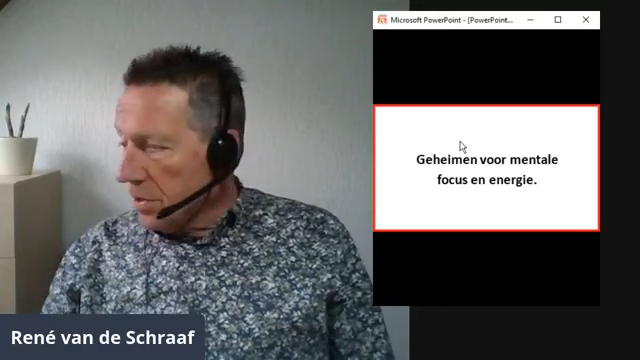 Microsoft PowerPoint - [PowerPoint...
Geheimen voor mentale
focus en energie.
René van de Schraaf